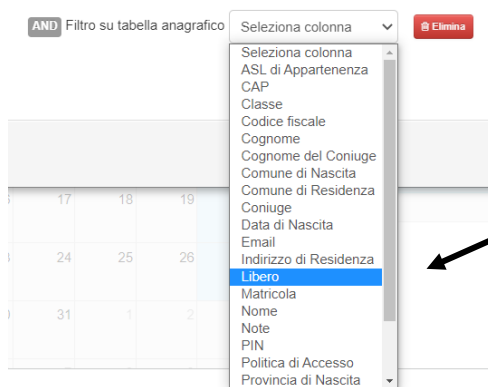 AND Filtro su tabella anagrafico Seleziona colonna Elimina
Seleziona colonna
ASL di Appartenenza
CAP
Classe
Codice fiscale
Cognome
Cognome del Coniuge
Comune di Nascita
Comune di Residenza
Coniuge
Data di Nascita
Email
Indirizzo di Residenza
Libero
Matricola
Nome
Note
PIN
Politica di Accesso
Provincia di Nascita
17 18 19
24 25 26
31 1 2